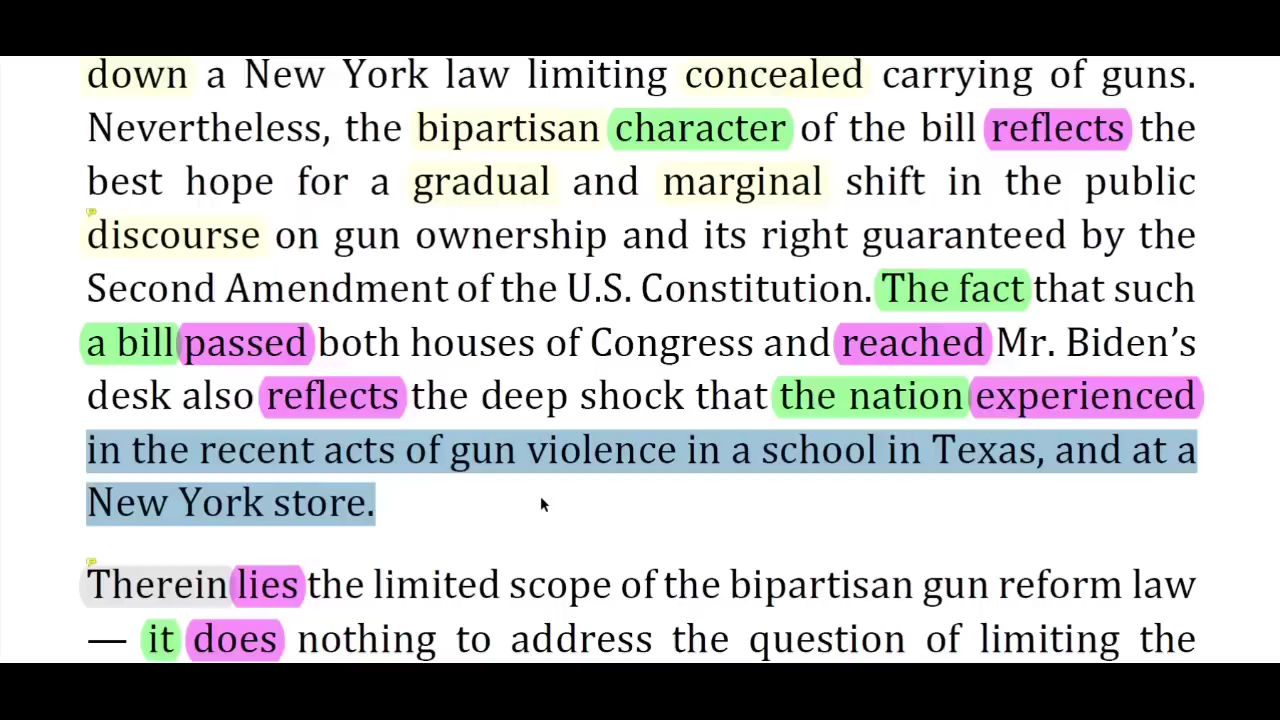 down a New York law limiting concealed carrying of guns.
Nevertheless, the bipartisan character of the bill reflects the
best hope for a gradual and marginal shift in the public
discourse on gun ownership and its right guaranteed by the
Second Amendment of the U.S. Constitution. The fact that such
a bill passed both houses of Congress and reached Mr. Biden’s
desk also reflects the deep shock that the nation experienced
in the recent acts of gun violence in a school in Texas, and at a
New York store.
Therein lies the limited scope of the bipartisan gun reform law
— it does nothing to address the question of limiting the